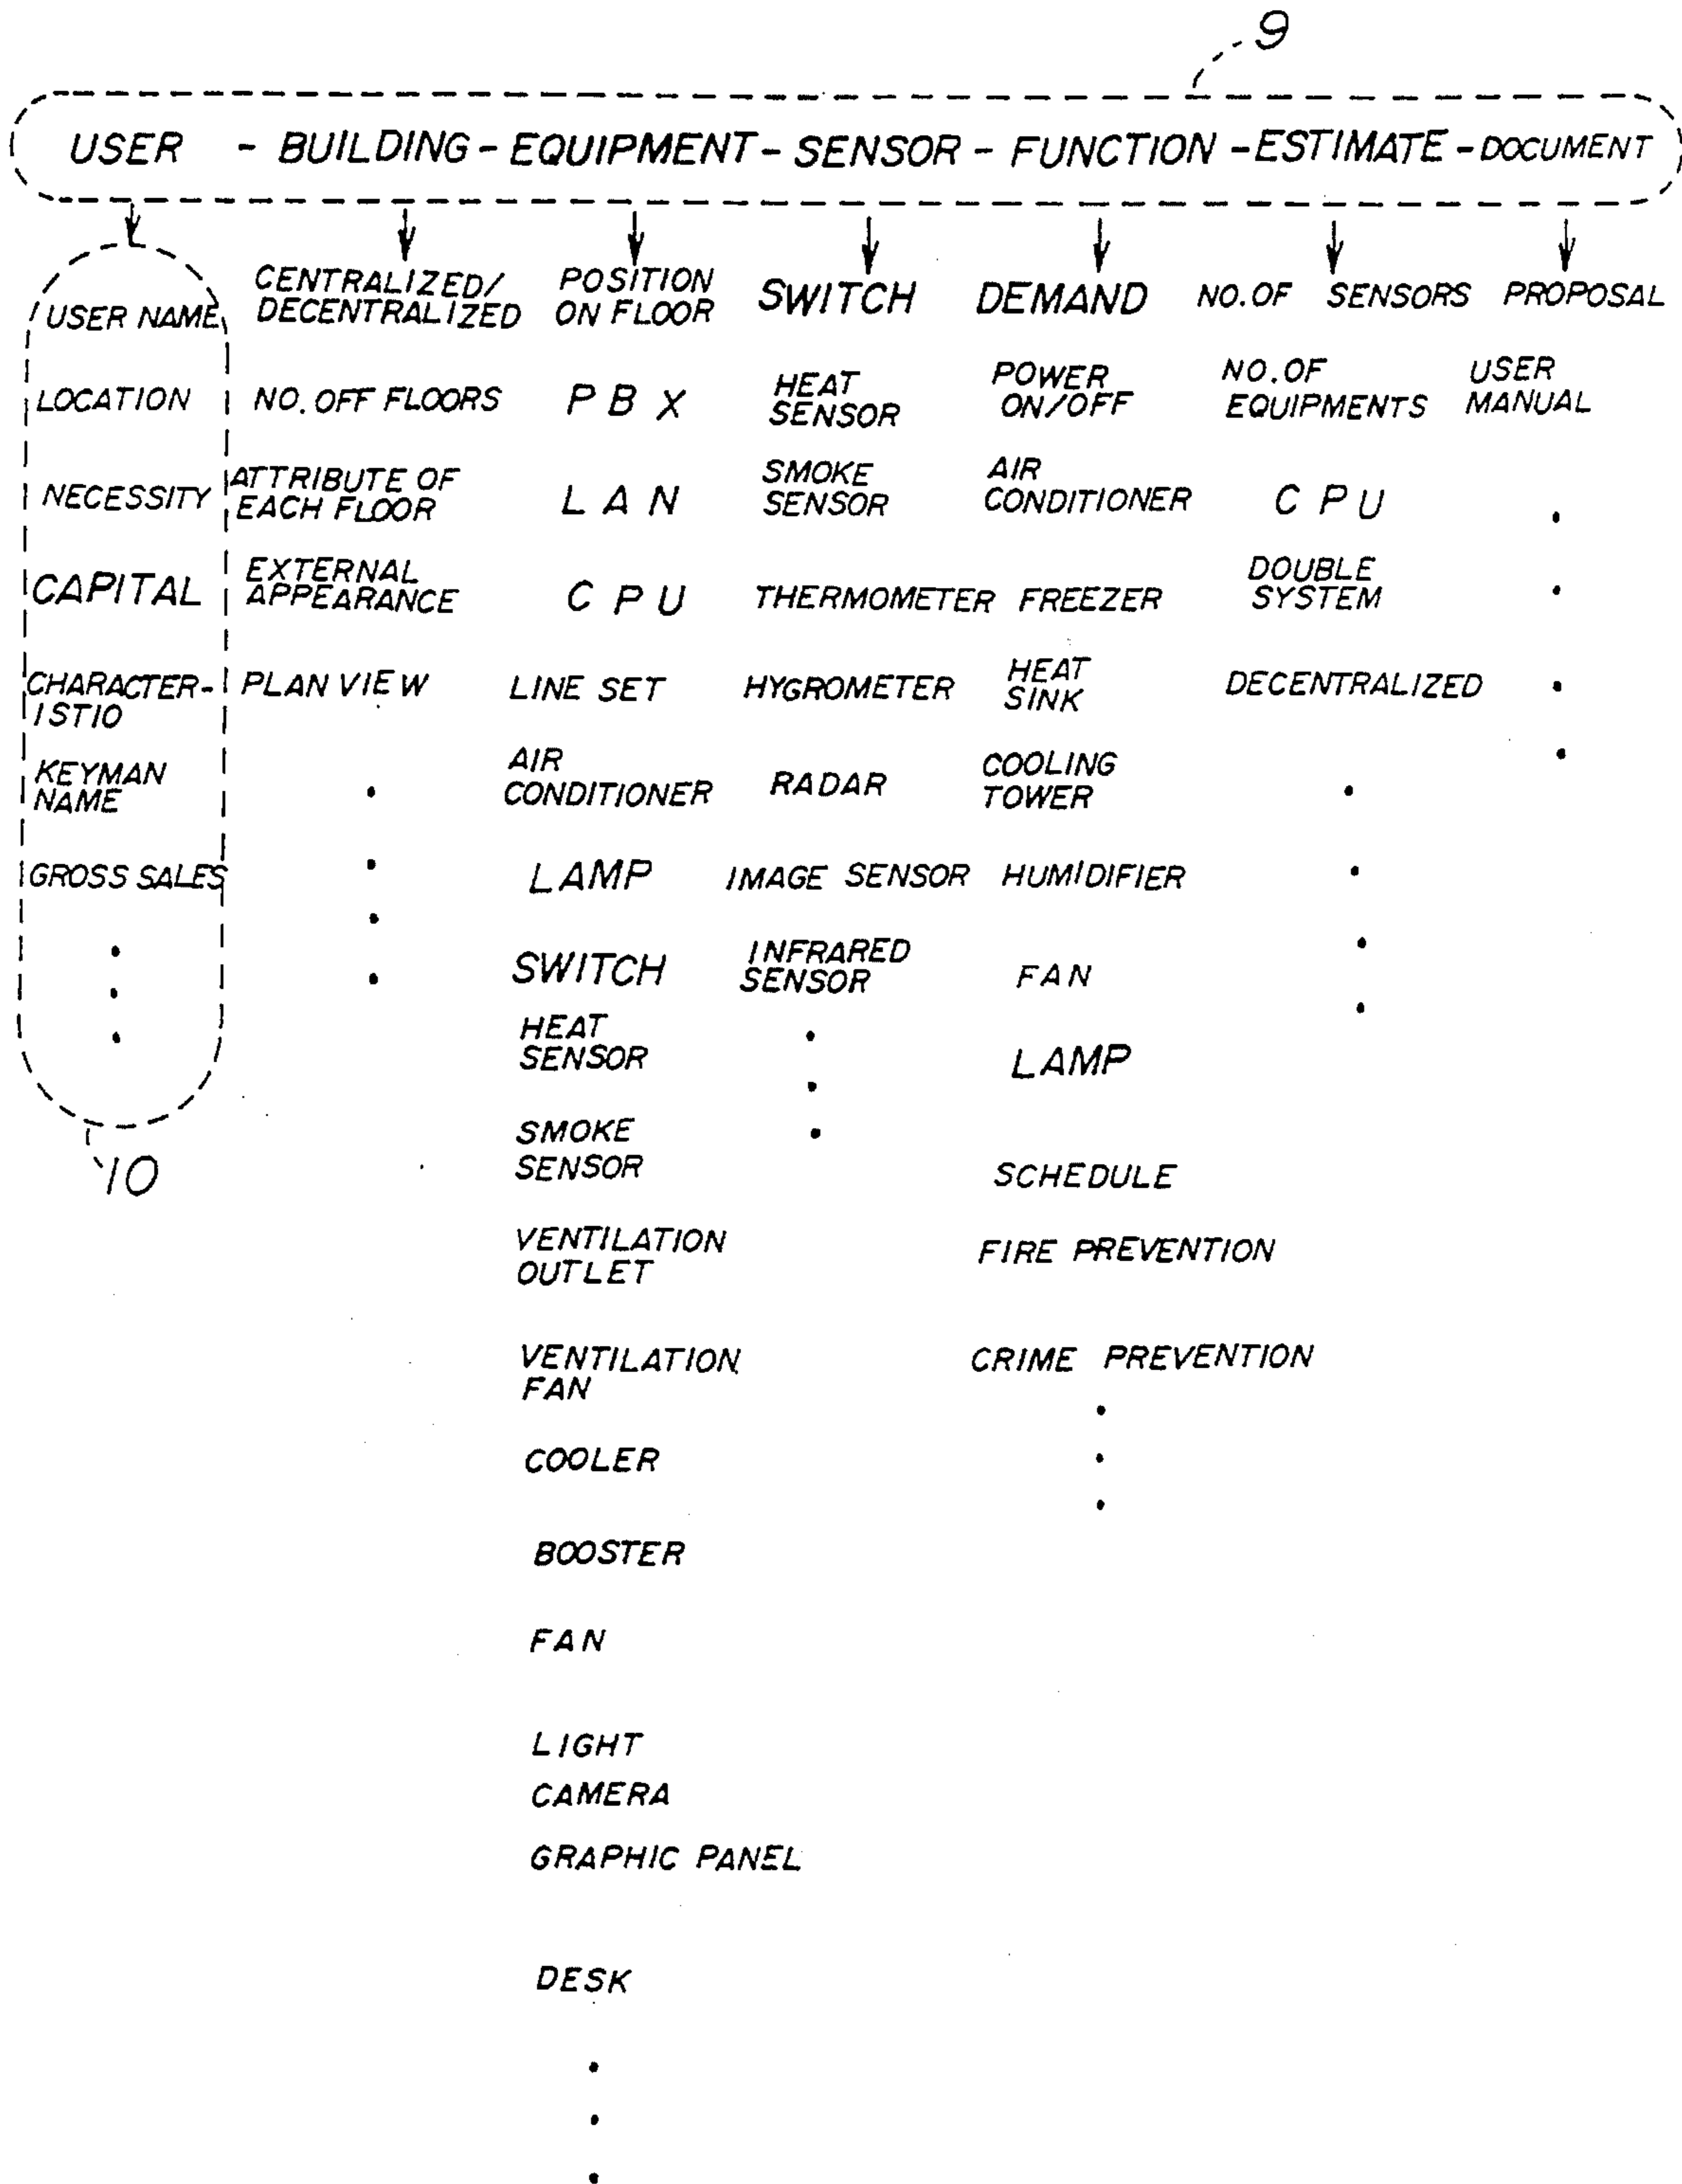 9
USER - BUILDING - EQUIPMENT - SENSOR - FUNCTION - ESTIMATE - DOCUMENT
USER NAME
LOCATION
NECESSITY
CAPITAL
CHARACTER-
ISTIO
KEYMAN
NAME
GROSS SALES
10
CENTRALIZED/
DECENTRALIZED
NO. OFF FLOORS
ATTRIBUTE OF
EACH FLOOR
EXTERNAL
APPEARANCE
PLAN VIEW
POSITION
ON FLOOR
PBX
LAN
CPU
LINE SET
AIR
CONDITIONER
LAMP
SWITCH
HEAT
SENSOR
SMOKE
SENSOR
VENTILATION
OUTLET
VENTILATION
FAN
COOLER
BOOSTER
FAN
LIGHT
CAMERA
GRAPHIC PANEL
DESK
SWITCH
HEAT
SENSOR
SMOKE
SENSOR
THERMOMETER
HYGROMETER
RADAR
IMAGE SENSOR
INFRARED
SENSOR
DEMAND
POWER
ON/OFF
AIR
CONDITIONER
FREEZER
HEAT
SINK
COOLING
TOWER
HUMIDIFIER
FAN
LAMP
SCHEDULE
FIRE PREVENTION
CRIME PREVENTION
NO. OF SENSORS
NO. OF
EQUIPMENTS
CPU
DOUBLE
SYSTEM
DECENTRALIZED
PROPOSAL
USER
MANUAL